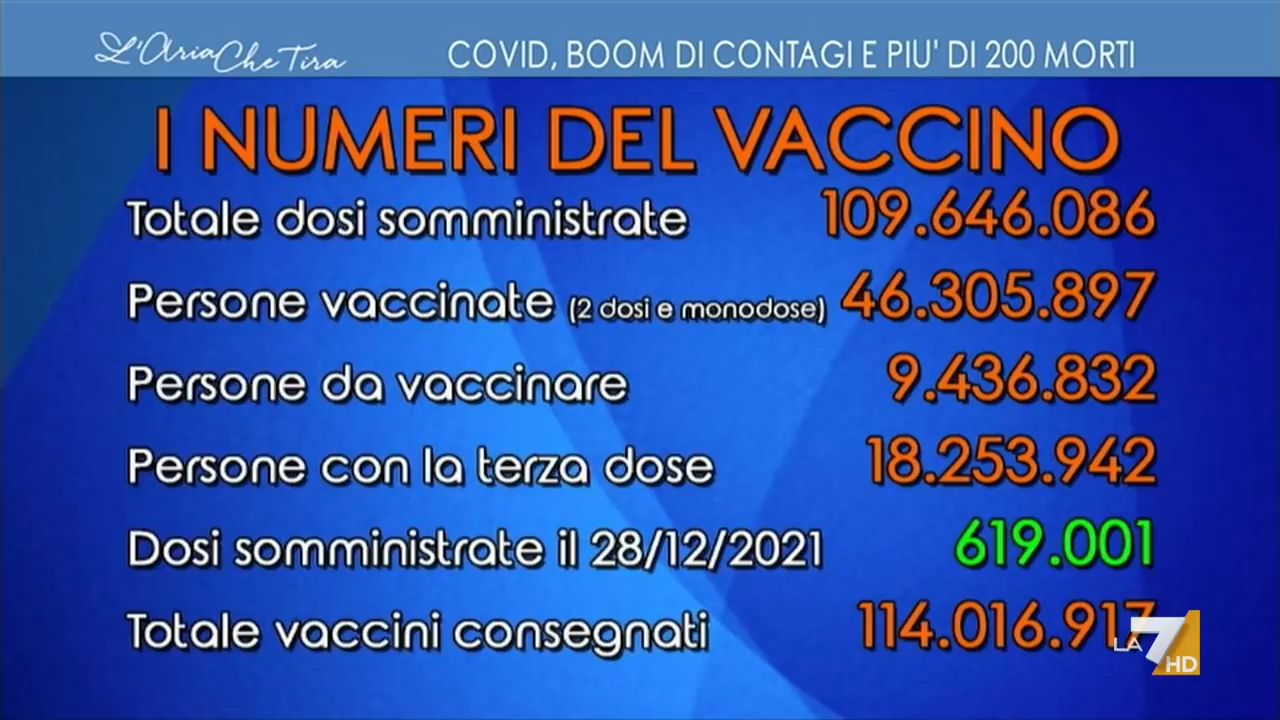 L'Aria Che Tira COVID, BOOM DI CONTAGI E PIU' DI 200 MORTI
I NUMERI DEL VACCINO
Totale dosi somministrate 109.646.086
Persone vaccinate (2 dosi e monodose) 46.305.897
Persone da vaccinare 9.436.832
Persone con la terza dose 18.253.942
Dosi somministrate il 28/12/2021 619.001
Totale vaccini consegnati 114.016.917
LA 7 HD